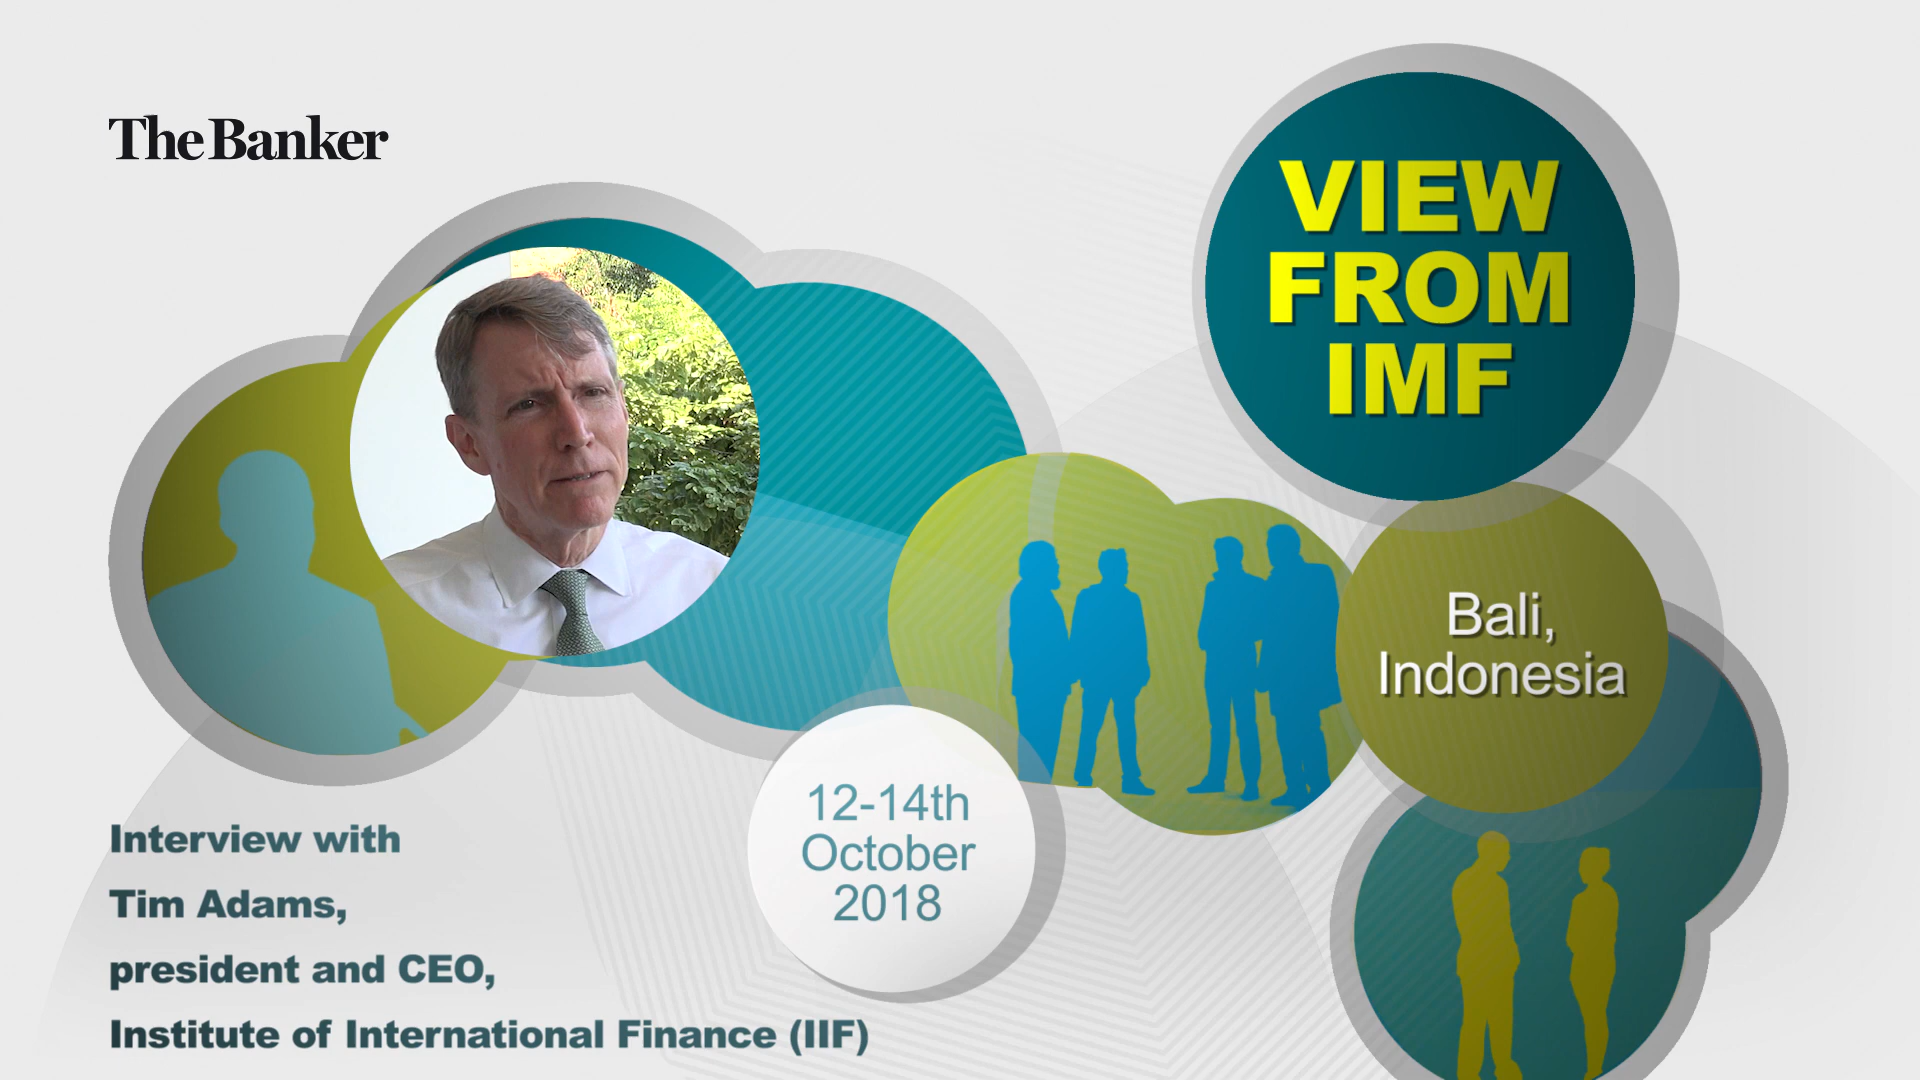 The Banker
VIEW
FROM
IMF
Bali,
Indonesia
12-14th
October
2018
Interview with
Tim Adams,
president and CEO,
Institute of International Finance (IIF)